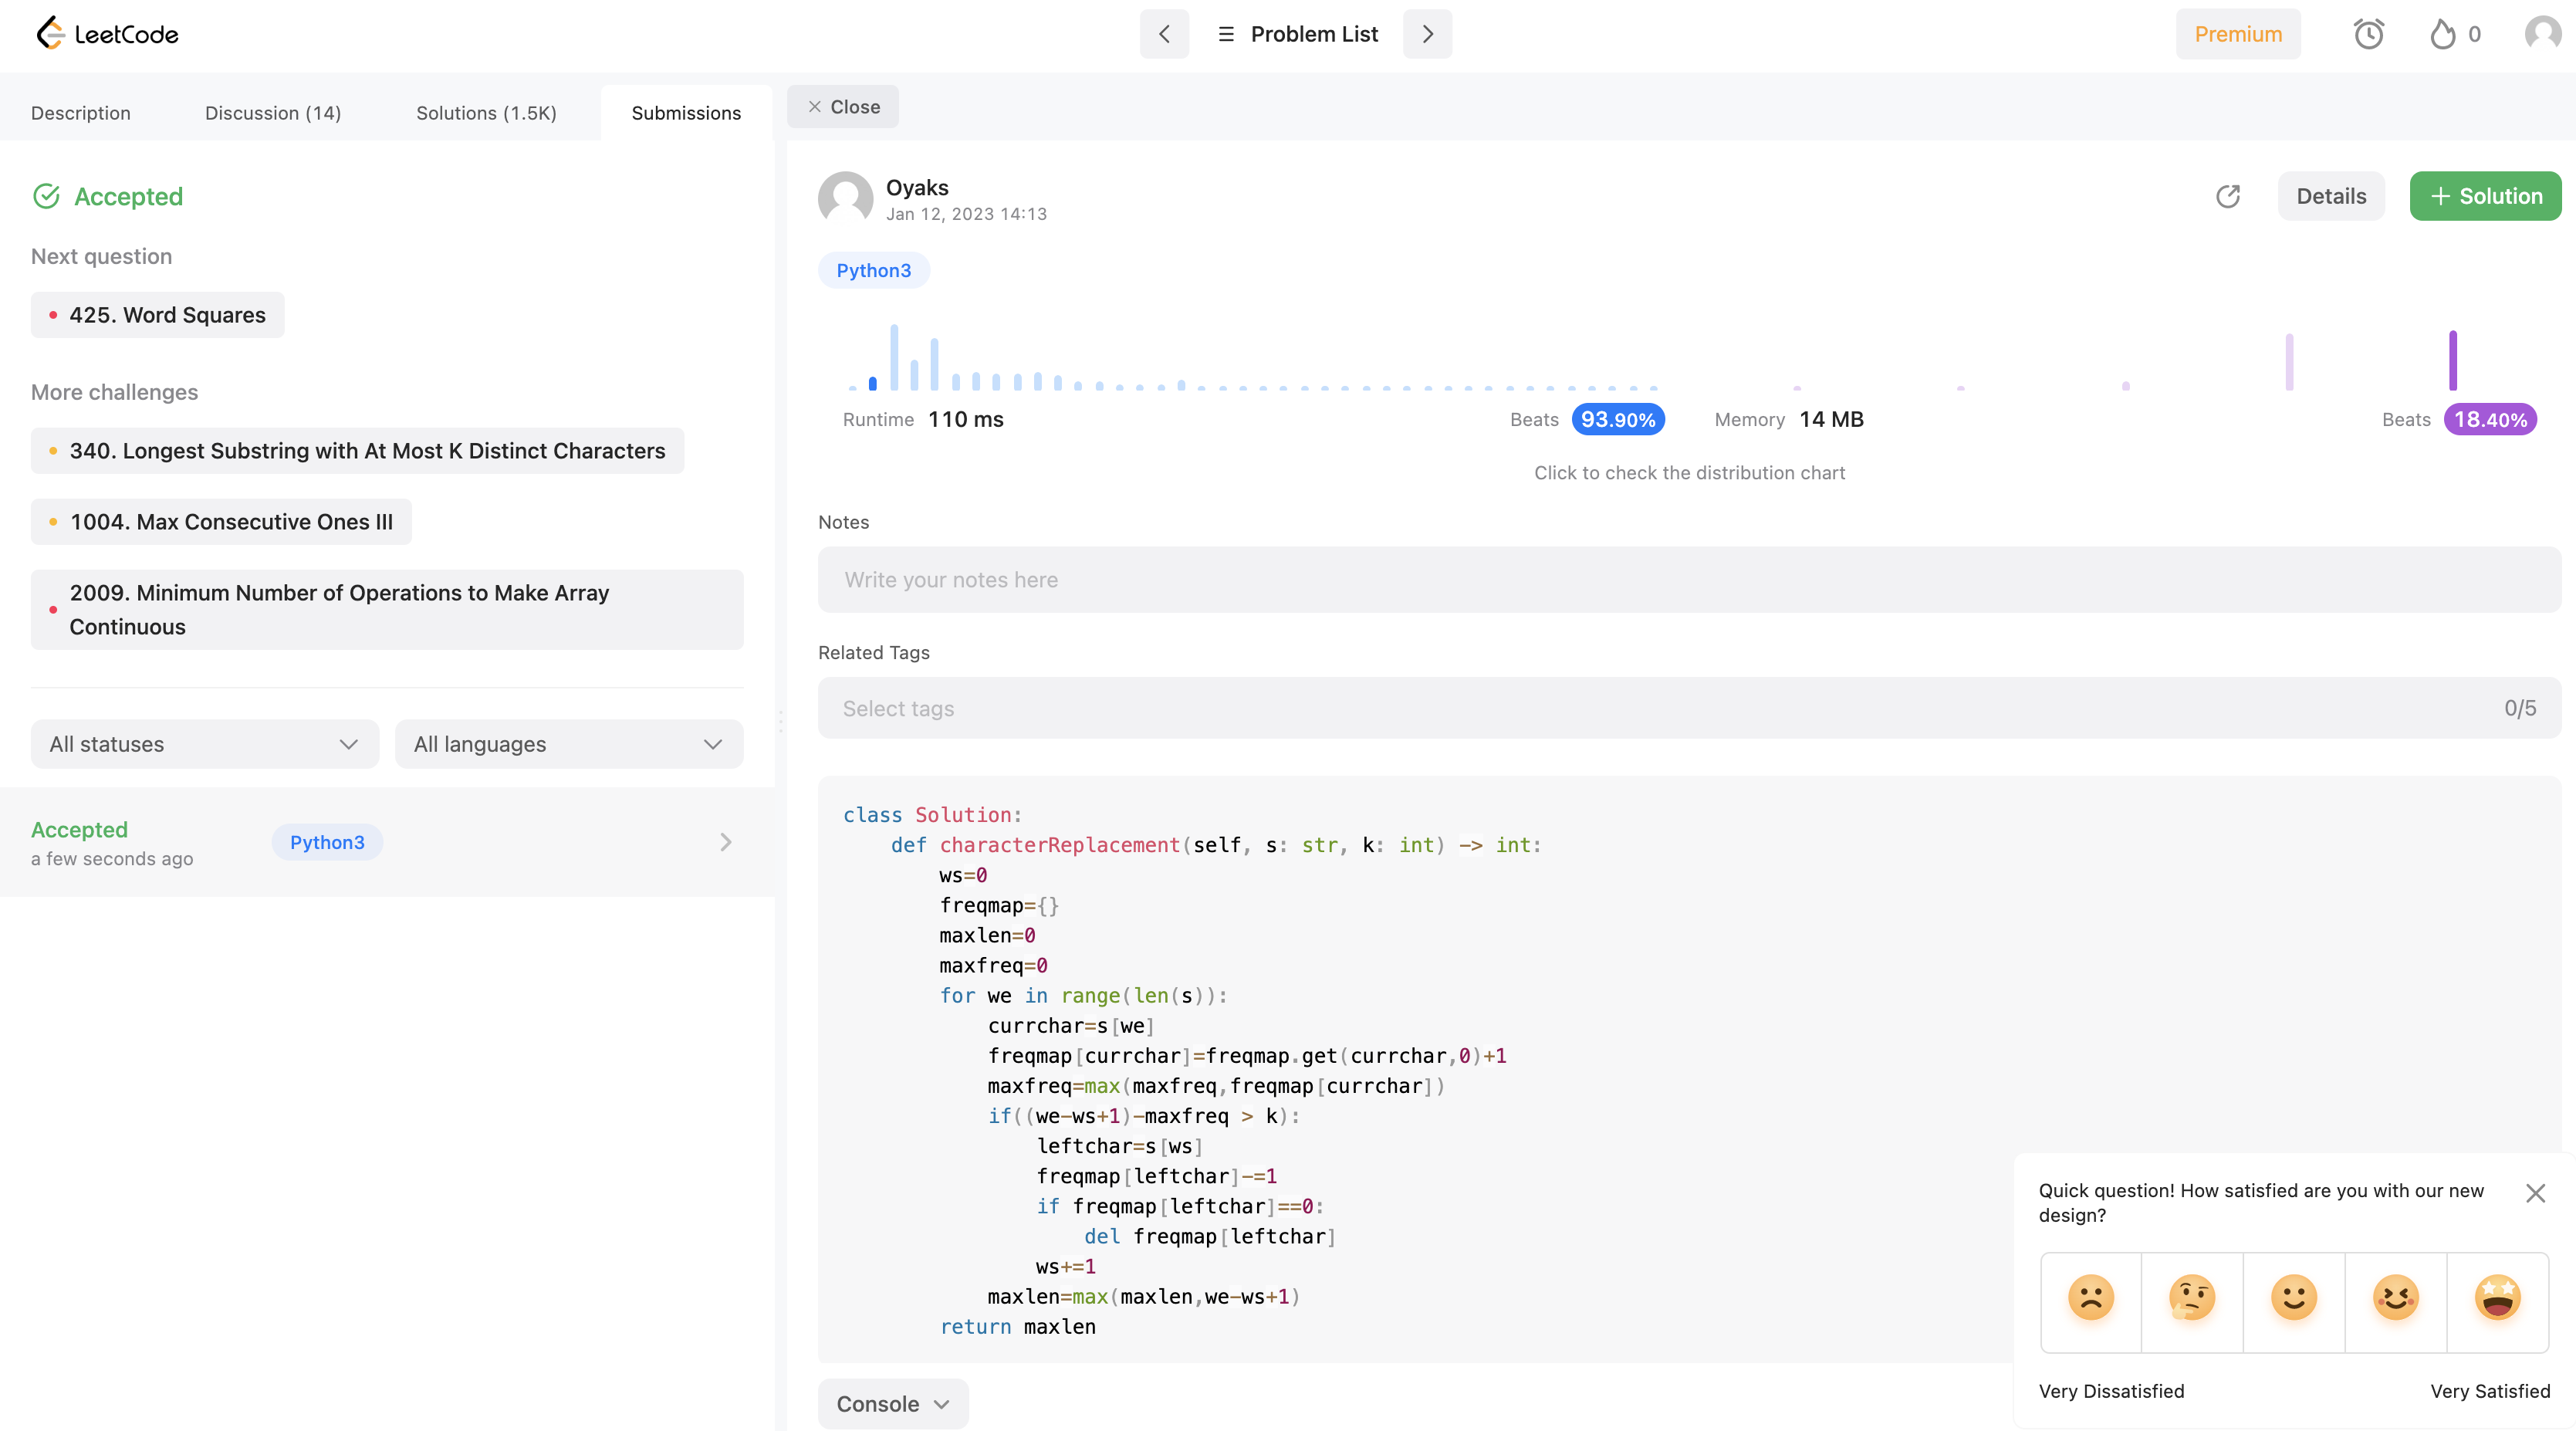 LeetCode
Problem List
Premium
0
Description
Discussion (14)
Solutions (1.5K)
Submissions
Close
Accepted
Next question
425. Word Squares
More challenges
340. Longest Substring with At Most K Distinct Characters
1004. Max Consecutive Ones III
2009. Minimum Number of Operations to Make Array
Continuous
All statuses
All languages
Accepted
a few seconds ago
Python3
Oyaks
Jan 12, 2023 14:13
Details
+ Solution
Python3
Runtime 110 ms
Beats 93.90%
Memory 14 MB
Beats 18.40%
Click to check the distribution chart
Notes
Write your notes here
Related Tags
Select tags
0/5
class Solution:
    def characterReplacement(self, s: str, k: int) -> int:
        ws=0
        freqmap={}
        maxlen=0
        maxfreq=0
        for we in range(len(s)):
            currchar=s[we]
            freqmap[currchar]=freqmap.get(currchar,0)+1
            maxfreq=max(maxfreq,freqmap[currchar])
            if((we-ws+1)-maxfreq > k):
                leftchar=s[ws]
                freqmap[leftchar]-=1
                if freqmap[leftchar]==0:
                    del freqmap[leftchar]
                ws+=1
            maxlen=max(maxlen,we-ws+1)
        return maxlen
Console
Quick question! How satisfied are you with our new
design?
Very Dissatisfied
Very Satisfied